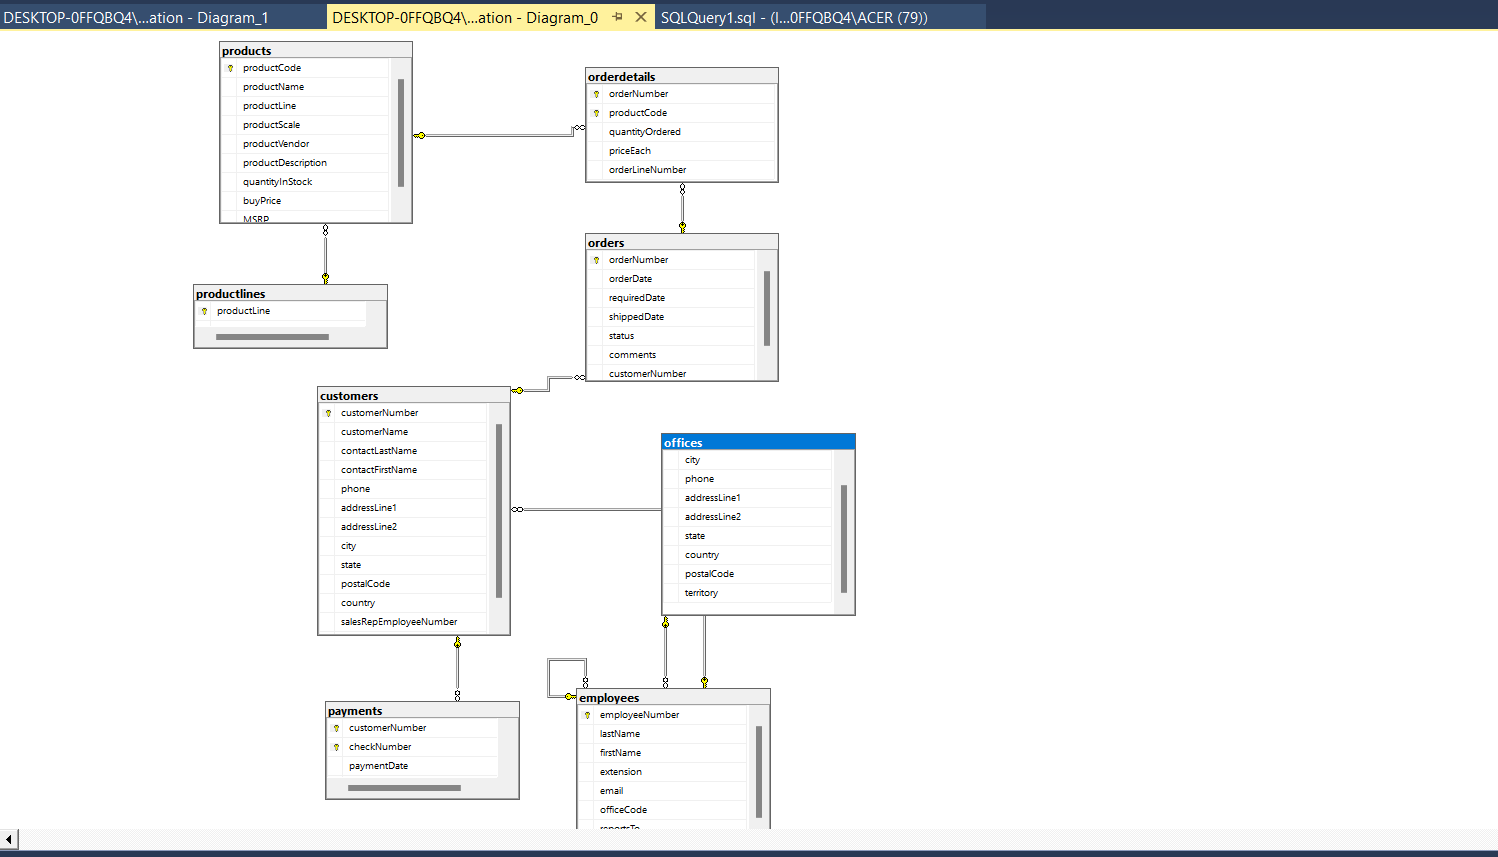 DESKTOP-0FFQBQ4\...ation - Diagram_1
DESKTOP-0FFQBQ4\...ation - Diagram_0
SQLQuery1.sql - (l...0FFQBQ4\ACER (79))
products
productCode
productName
productLine
productScale
productVendor
productDescription
quantityInStock
buyPrice
MSRP
orderdetails
orderNumber
productCode
quantityOrdered
priceEach
orderLineNumber
productlines
productLine
orders
orderNumber
orderDate
requiredDate
shippedDate
status
comments
customerNumber
customers
customerNumber
customerName
contactLastName
contactFirstName
phone
addressLine1
addressLine2
city
state
postalCode
country
salesRepEmployeeNumber
offices
city
phone
addressLine1
addressLine2
state
country
postalCode
territory
payments
customerNumber
checkNumber
paymentDate
employees
employeeNumber
lastName
firstName
extension
email
officeCode
reportsTo